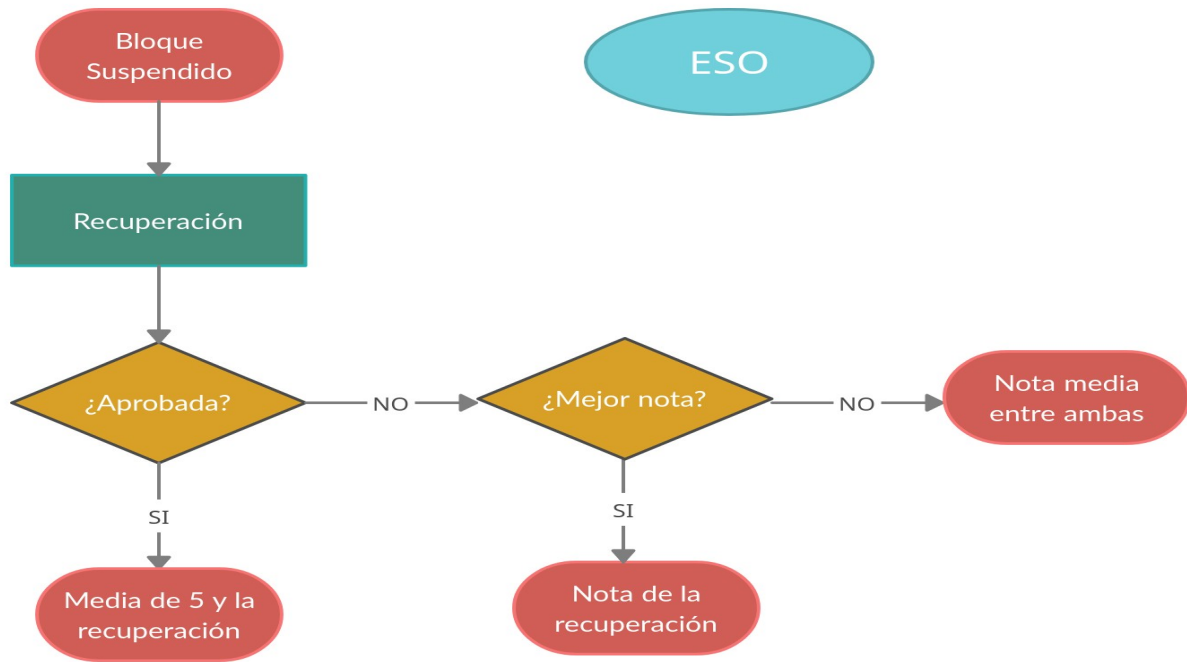 Bloque
Suspendido
ESO
Recuperación
¿Aprobada?
NO
¿Mejor nota?
NO
Nota media
entre ambas
SI
SI
Media de 5 y la
recuperación
Nota de la
recuperación